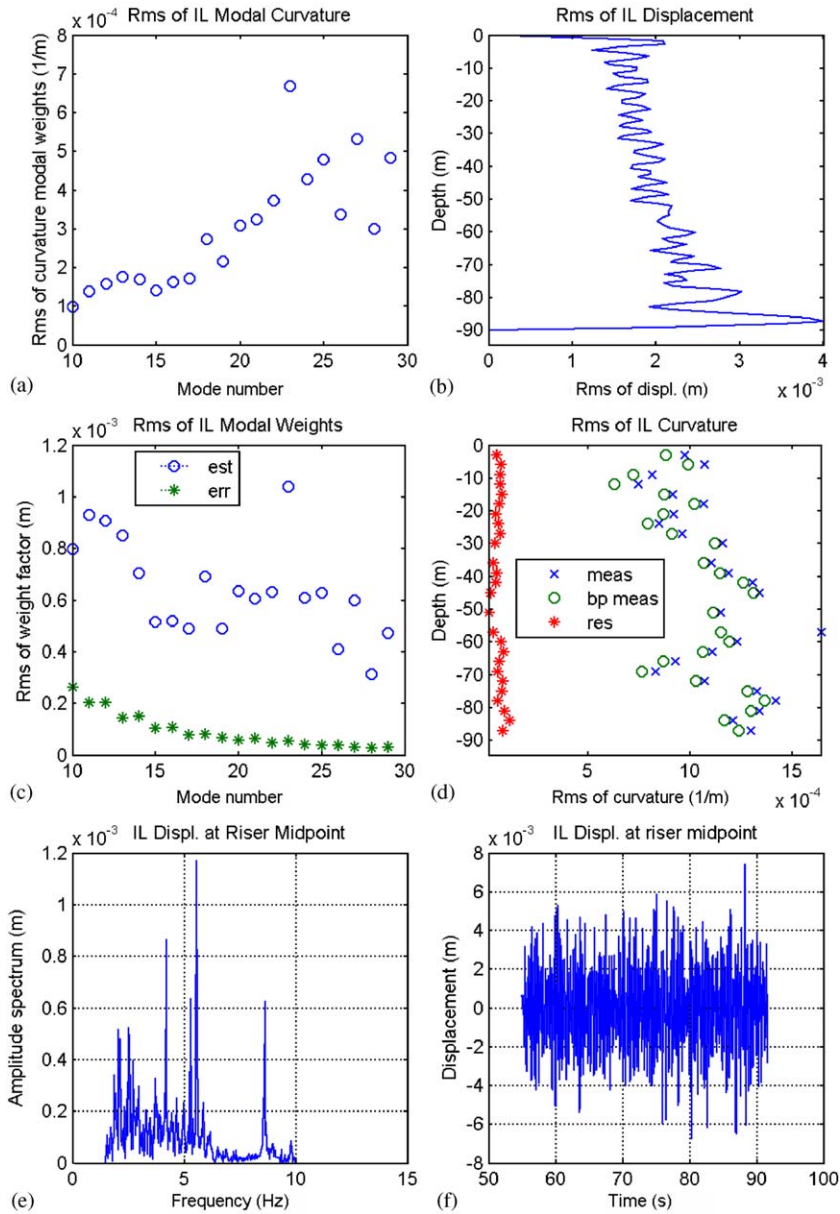 x 10⁻⁴
Rms of IL Modal Curvature
8
7
6
5
4
3
2
1
0
Rms of curvature modal weights (1/m)
10 15 20 25 30
Mode number
(a)
Rms of IL Displacement
0
-10
-20
-30
-40
-50
-60
-70
-80
-90
Depth (m)
0 1 2 3 4
Rms of displ. (m)
x 10⁻³
(b)
x 10⁻³
Rms of IL Modal Weights
1.2
1
0.8
0.6
0.4
0.2
0
Rms of weight factor (m)
est
err
10 15 20 25 30
Mode number
(c)
Rms of IL Curvature
0
-10
-20
-30
-40
-50
-60
-70
-80
-90
Depth (m)
meas
bp meas
res
5 10 15
Rms of curvature (1/m)
x 10⁻⁴
(d)
x 10⁻³
IL Displ. at Riser Midpoint
1.2
1
0.8
0.6
0.4
0.2
0
Amplitude spectrum (m)
0 5 10 15
Frequency (Hz)
(e)
x 10⁻³
IL Displ. at riser midpoint
8
6
4
2
0
-2
-4
-6
-8
Displacement (m)
50 60 70 80 90 100
Time (s)
(f)